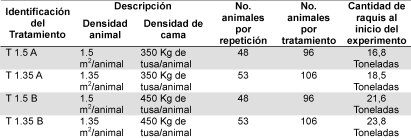 Identificación del Tratamiento
Descripción
Densidad animal
Densidad de cama
No. animales por repetición
No. animales por tratamiento
Cantidad de raquis al inicio del experimento
T 1.5 A 1.5 m²/animal 350 Kg de tusa/animal 48 96 16,8 Toneladas
T 1.35 A 1.35 m²/animal 350 Kg de tusa/animal 53 106 18,5 Toneladas
T 1.5 B 1.5 m²/animal 450 Kg de tusa/animal 48 96 21,6 Toneladas
T 1.35 B 1.35 m²/animal 450 Kg de tusa/animal 53 106 23,8 Toneladas